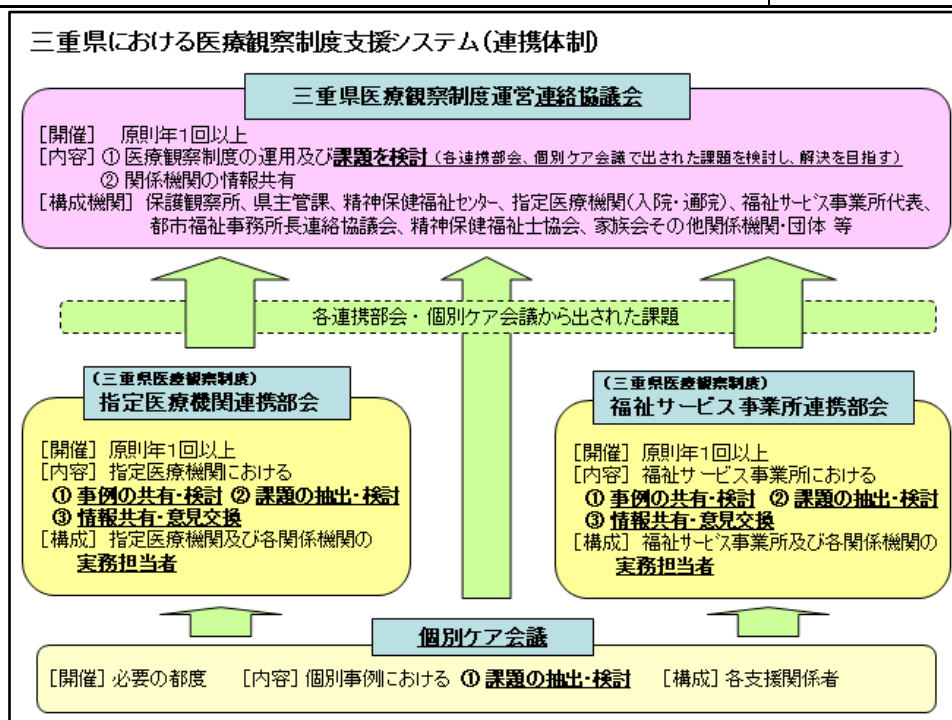 三重県における医療観察制度支援システム(連携体制)
三重県医療観察制度運営連絡協議会
[開催] 原則年1回以上
[内容] ① 医療観察制度の運用及び課題を検討(各連携部会、個別ケア会議で出された課題を検討し、解決を目指す)
② 関係機関の情報共有
[構成機関] 保護観察所、県主管課、精神保健福祉センター、指定医療機関(入院・通院)、福祉サービス事業所代表、
都市福祉事務所長連絡協議会、精神保健福祉士協会、家族会その他関係機関・団体 等
各連携部会・個別ケア会議から出された課題
(三重県医療観察制度)
指定医療機関連携部会
[開催] 原則年1回以上
[内容] 指定医療機関における
① 事例の共有・検討 ② 課題の抽出・検討
③ 情報共有・意見交換
[構成] 指定医療機関及び各関係機関の
実務担当者
(三重県医療観察制度)
福祉サービス事業所連携部会
[開催] 原則年1回以上
[内容] 福祉サービス事業所における
① 事例の共有・検討 ② 課題の抽出・検討
③ 情報共有・意見交換
[構成] 福祉サービス事業所及び各関係機関の
実務担当者
個別ケア会議
[開催] 必要の都度 [内容] 個別事例における ① 課題の抽出・検討 [構成] 各支援関係者